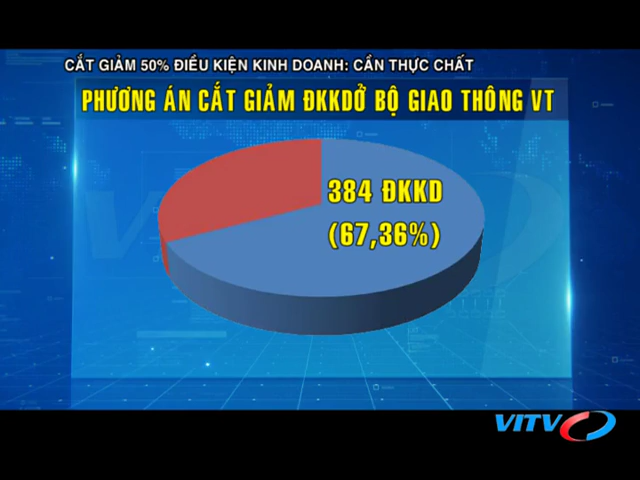 CẮT GIẢM 50% ĐIỀU KIỆN KINH DOANH: CẦN THỰC CHẤT
PHƯƠNG ÁN CẮT GIẢM ĐKKDỞ BỘ GIAO THÔNG VT
384 ĐKKD
(67,36%)
VITV